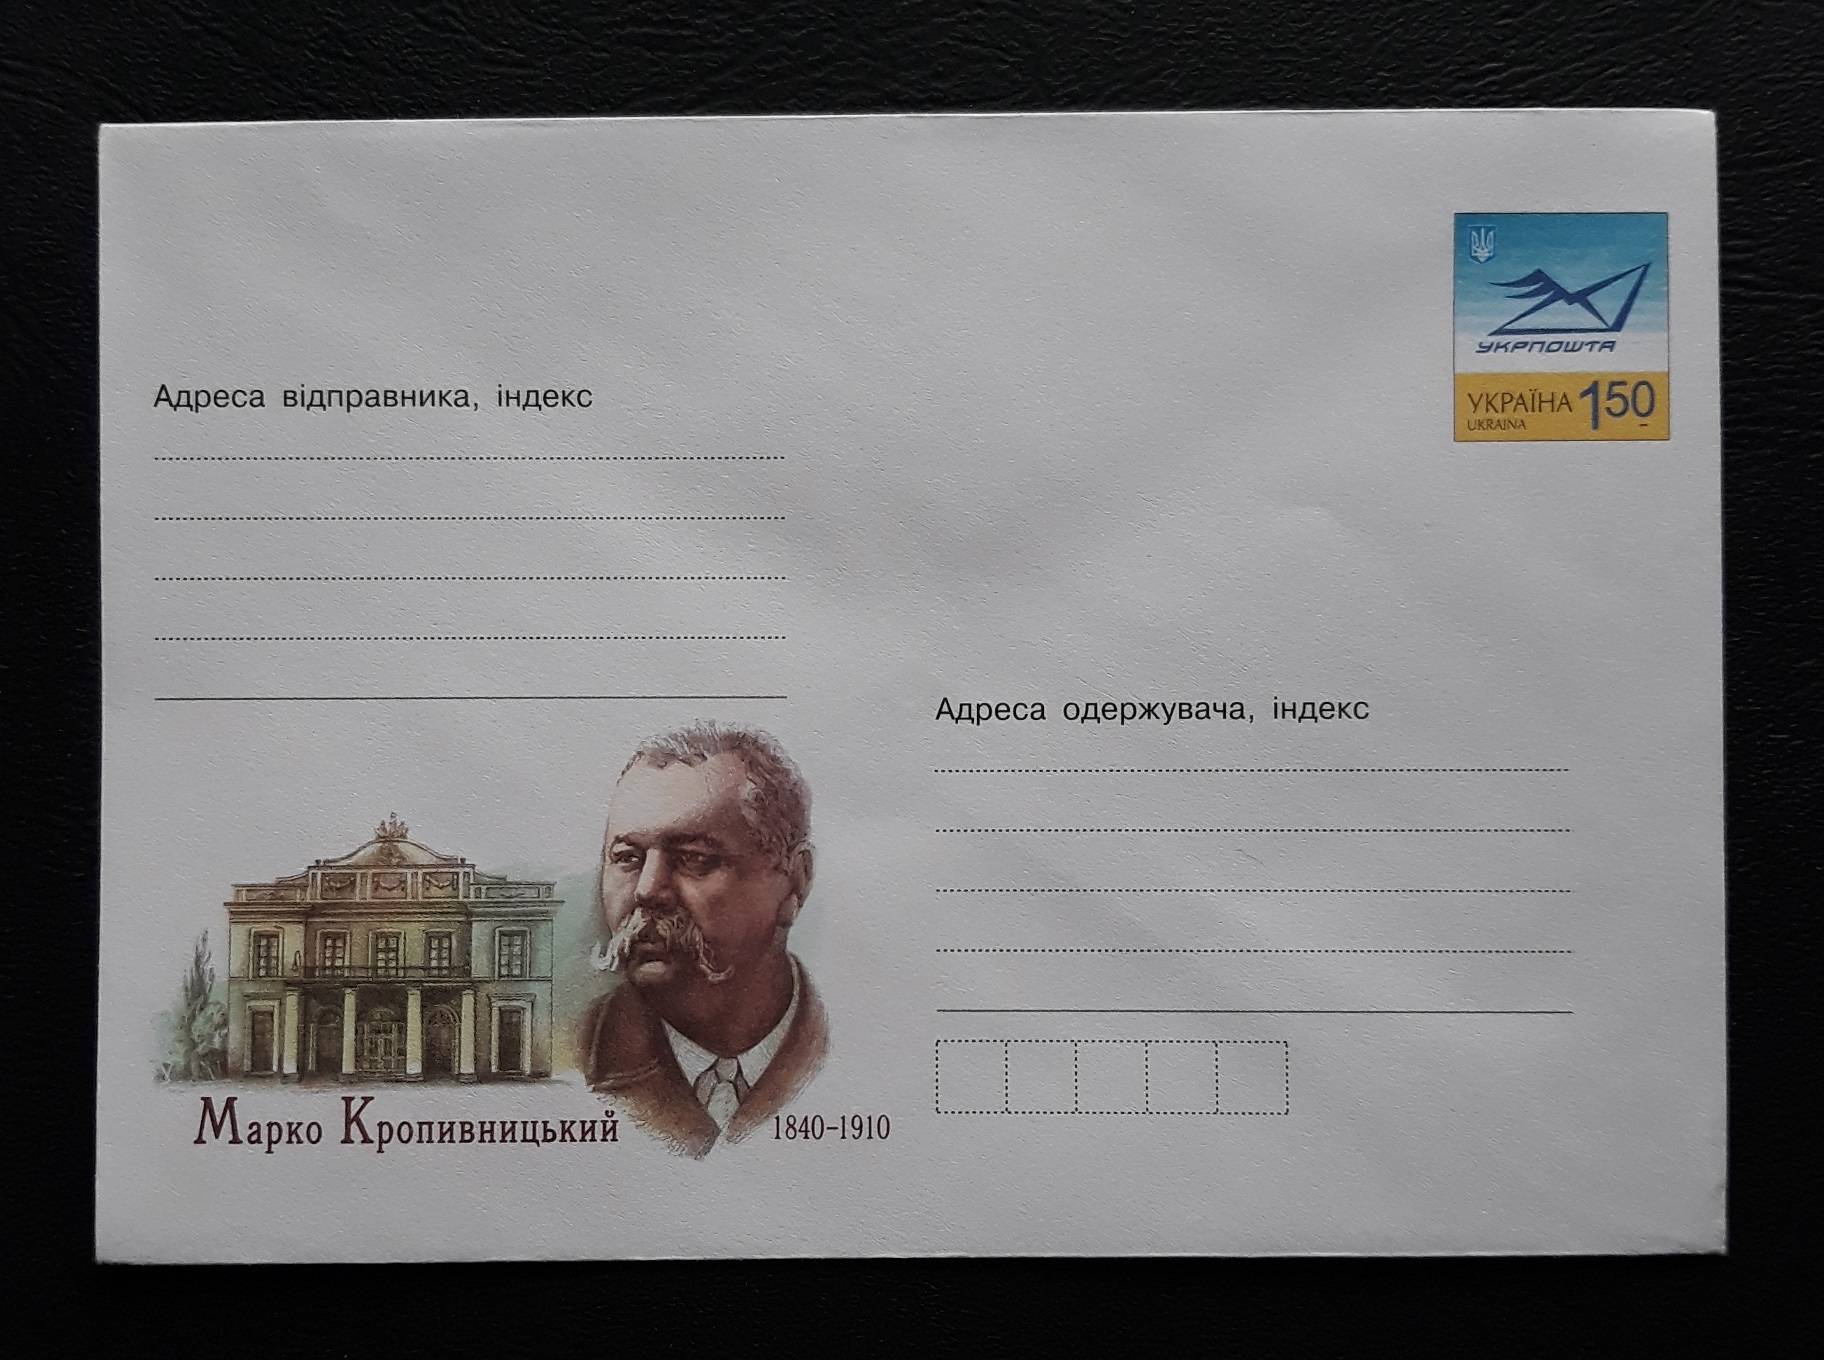 УКРПОШТА
УКРАЇНА 1.50
UKRAINA
Адреса відправника, індекс
Адреса одержувача, індекс
Марко Кропивницький 1840-1910